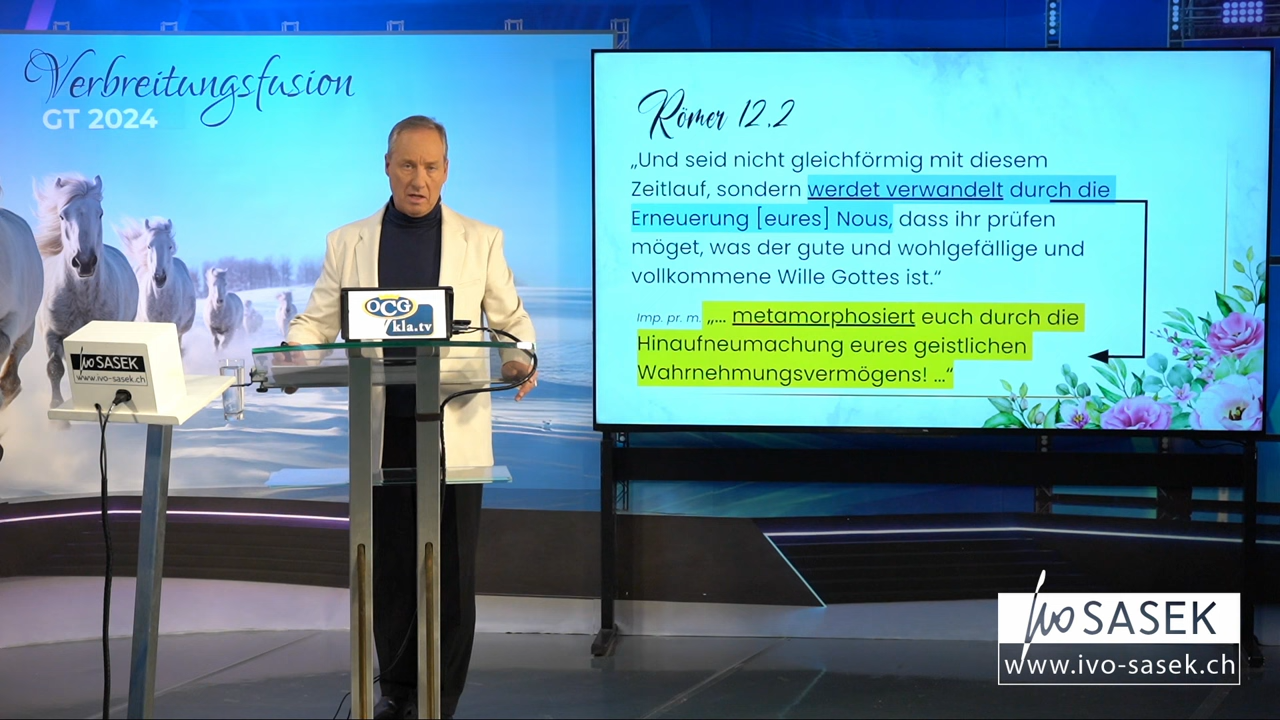 Verbreitungsfusion
GT 2024
Römer 12.2
„Und seid nicht gleichförmig mit diesem
Zeitlauf, sondern werdet verwandelt durch die
Erneuerung [eures] Nous, dass ihr prüfen
möget, was der gute und wohlgefällige und
vollkommene Wille Gottes ist.“
Imp. pr. m. „… metamorphosiert euch durch die
Hinaufneumachung eures geistlichen
Wahrnehmungsvermögens! …“
OCG
kla.tv
Ivo SASEK
www.ivo-sasek.ch
Ivo SASEK
www.ivo-sasek.ch